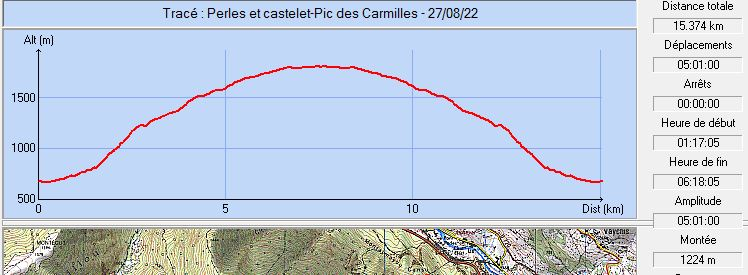 Tracé : Perles et castelet-Pic des Carmilles - 27/08/22
Alt (m)
1500
1000
500
0
5
10
Dist (km)
Distance totale
15.374 km
Déplacements
05:01:00
Arrêts
00:00:00
Heure de début
01:17:05
Heure de fin
06:18:05
Amplitude
05:01:00
Montée
1224 m